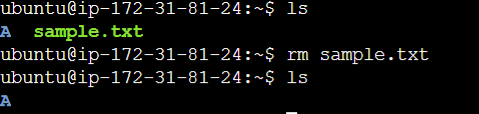 ubuntu@ip-172-31-81-24:~$ ls
A  sample.txt
ubuntu@ip-172-31-81-24:~$ rm sample.txt
ubuntu@ip-172-31-81-24:~$ ls
A